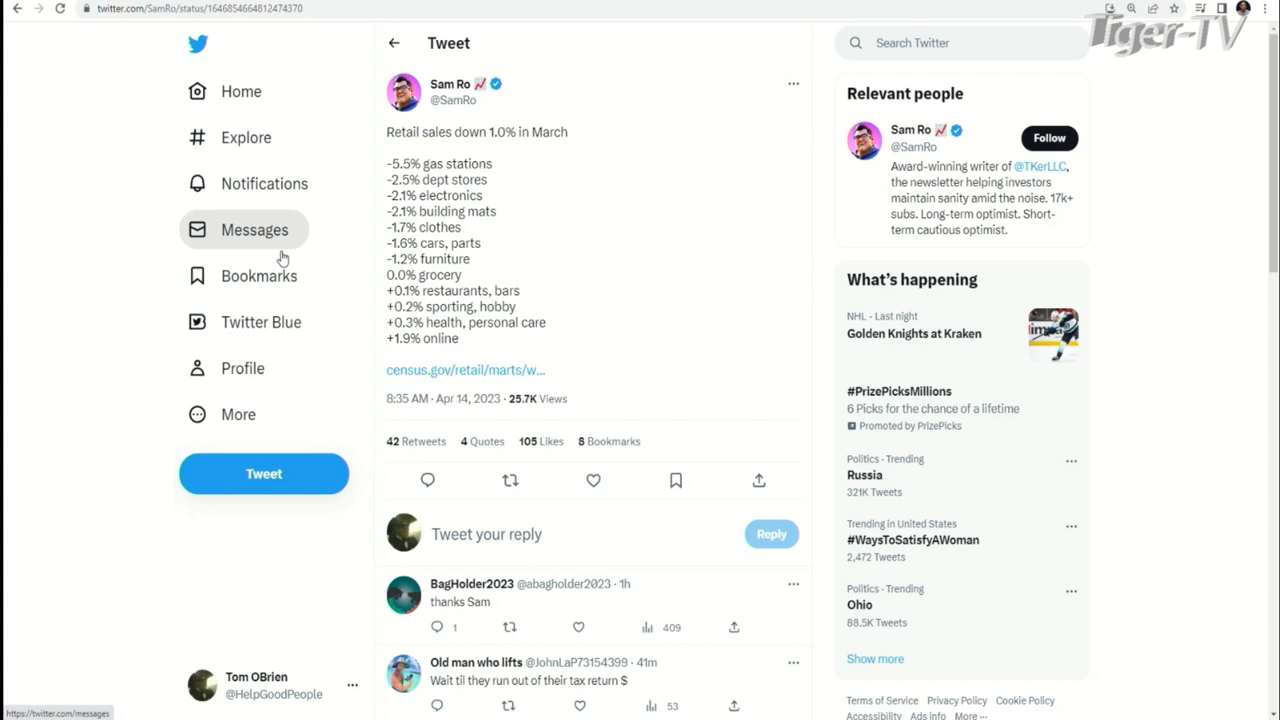 twitter.com/SamRo/status/1646854664812474370
Tiger-TV
Home
Explore
Notifications
Messages
Bookmarks
Twitter Blue
Profile
More
Tweet
Tom OBrien
@HelpGoodPeople
https://twitter.com/messages
Tweet
Sam Ro
@SamRo
Retail sales down 1.0% in March
-5.5% gas stations
-2.5% dept stores
-2.1% electronics
-2.1% building mats
-1.7% clothes
-1.6% cars, parts
-1.2% furniture
0.0% grocery
+0.1% restaurants, bars
+0.2% sporting, hobby
+0.3% health, personal care
+1.9% online
census.gov/retail/marts/w...
8:35 AM · Apr 14, 2023 · 25.7K Views
42 Retweets 4 Quotes 105 Likes 8 Bookmarks
Tweet your reply
Reply
BagHolder2023 @abagholder2023 · 1h
thanks Sam
1 409
Old man who lifts @JohnLaP73154399 · 41m
Wait til they run out of their tax return $
53
Search Twitter
Relevant people
Sam Ro
@SamRo
Follow
Award-winning writer of @TKerLLC,
the newsletter helping investors
maintain sanity amid the noise. 17k+
subs. Long-term optimist. Short-
term cautious optimist.
What's happening
NHL · Last night
Golden Knights at Kraken
#PrizePicksMillions
6 Picks for the chance of a lifetime
Promoted by PrizePicks
Politics · Trending
Russia
321K Tweets
Trending in United States
#WaysToSatisfyAWoman
2,472 Tweets
Politics · Trending
Ohio
88.5K Tweets
Show more
Terms of Service Privacy Policy Cookie Policy
Accessibility Ads info More ···